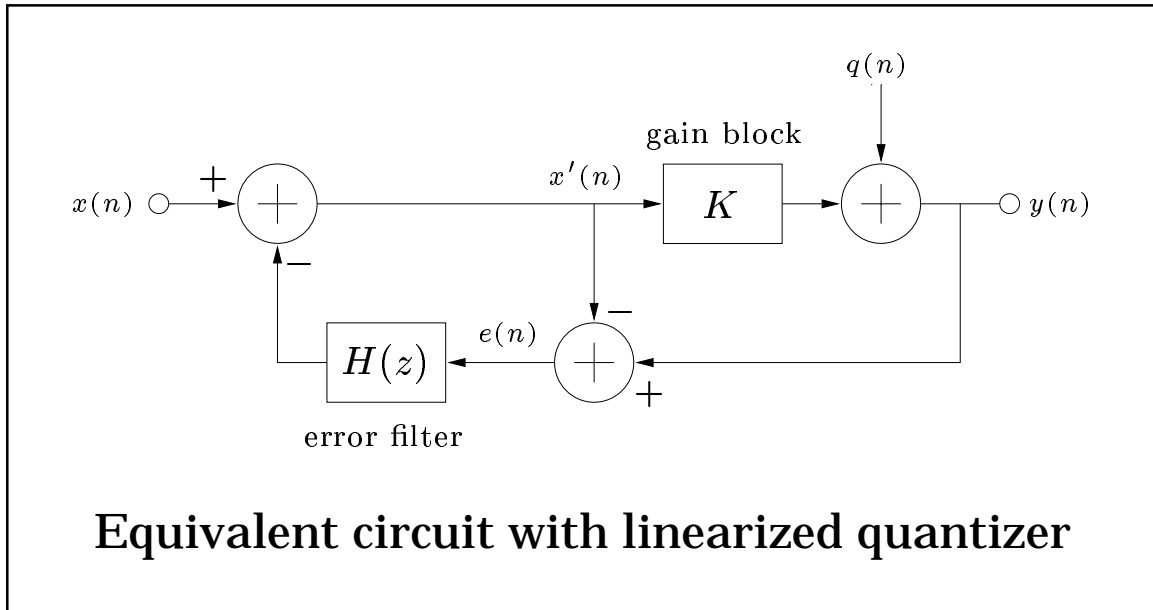 q(n)
gain block
x(n)
+
+
x′(n)
K
+
y(n)
−
−
H(z)
e(n)
+
+
error filter
Equivalent circuit with linearized quantizer